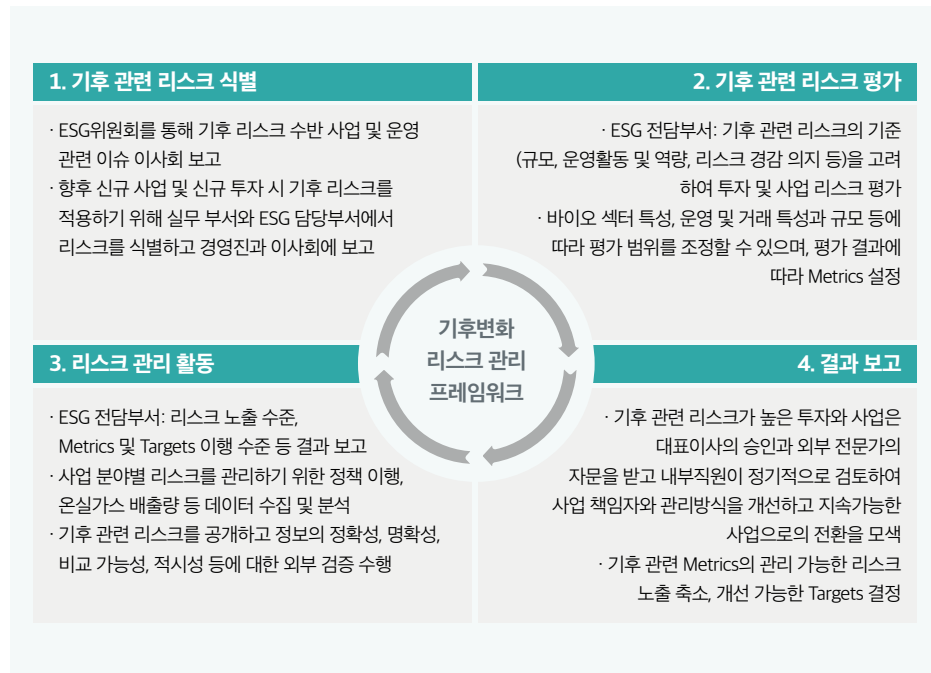 1. 기후 관련 리스크 식별
· ESG위원회를 통해 기후 리스크 수반 사업 및 운영
관련 이슈 이사회 보고
· 향후 신규 사업 및 신규 투자 시 기후 리스크를
적용하기 위해 실무 부서와 ESG 담당부서에서
리스크를 식별하고 경영진과 이사회에 보고
2. 기후 관련 리스크 평가
· ESG 전담부서: 기후 관련 리스크의 기준
(규모, 운영활동 및 역량, 리스크 경감 의지 등)을 고려
하여 투자 및 사업 리스크 평가
· 바이오 섹터 특성, 운영 및 거래 특성과 규모 등에
따라 평가 범위를 조정할 수 있으며, 평가 결과에
따라 Metrics 설정
기후변화
리스크 관리
프레임워크
3. 리스크 관리 활동
· ESG 전담부서: 리스크 노출 수준,
Metrics 및 Targets 이행 수준 등 결과 보고
· 사업 분야별 리스크를 관리하기 위한 정책 이행,
온실가스 배출량 등 데이터 수집 및 분석
· 기후 관련 리스크를 공개하고 정보의 정확성, 명확성,
비교 가능성, 적시성 등에 대한 외부 검증 수행
4. 결과 보고
· 기후 관련 리스크가 높은 투자와 사업은
대표이사의 승인과 외부 전문가의
자문을 받고 내부직원이 정기적으로 검토하여
사업 책임자와 관리방식을 개선하고 지속가능한
사업으로의 전환을 모색
· 기후 관련 Metrics의 관리 가능한 리스크
노출 축소, 개선 가능한 Targets 결정